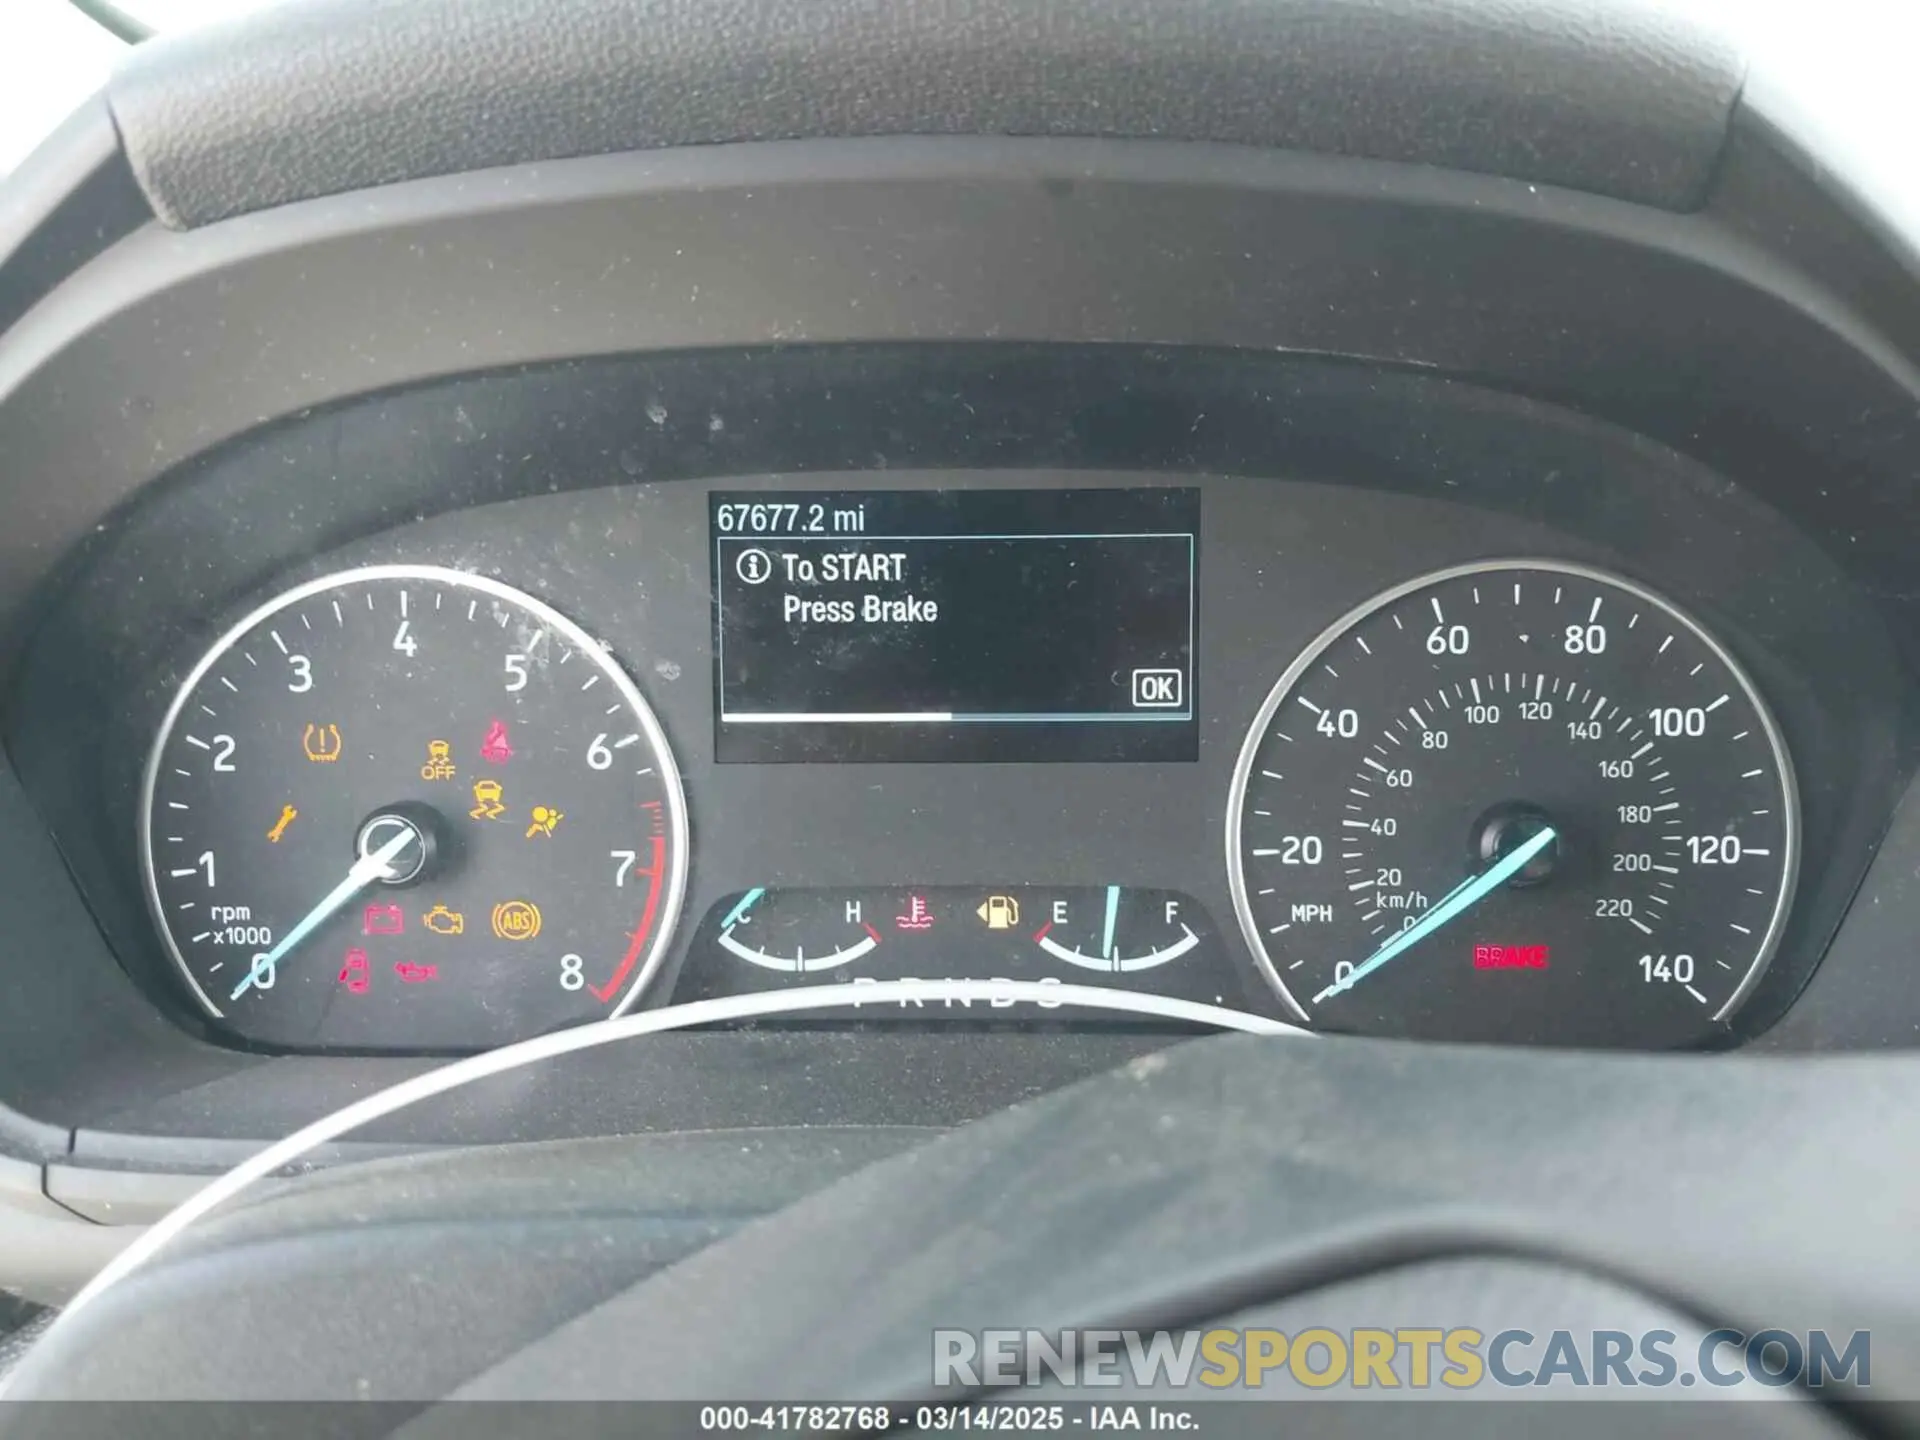 67677.2 mi
i To START
Press Brake
OK
1
2
3
4
5
6
7
8
0
rpm
x1000
OFF
ABS
C H
E F
P R N D S
0
20
40
60
80
100
120
140
MPH
km/h
0
20
40
60
80
100
120
140
160
180
200
220
BRAKE
RENEWSPORTSCARS.COM
000-41782768 - 03/14/2025 - IAA Inc.